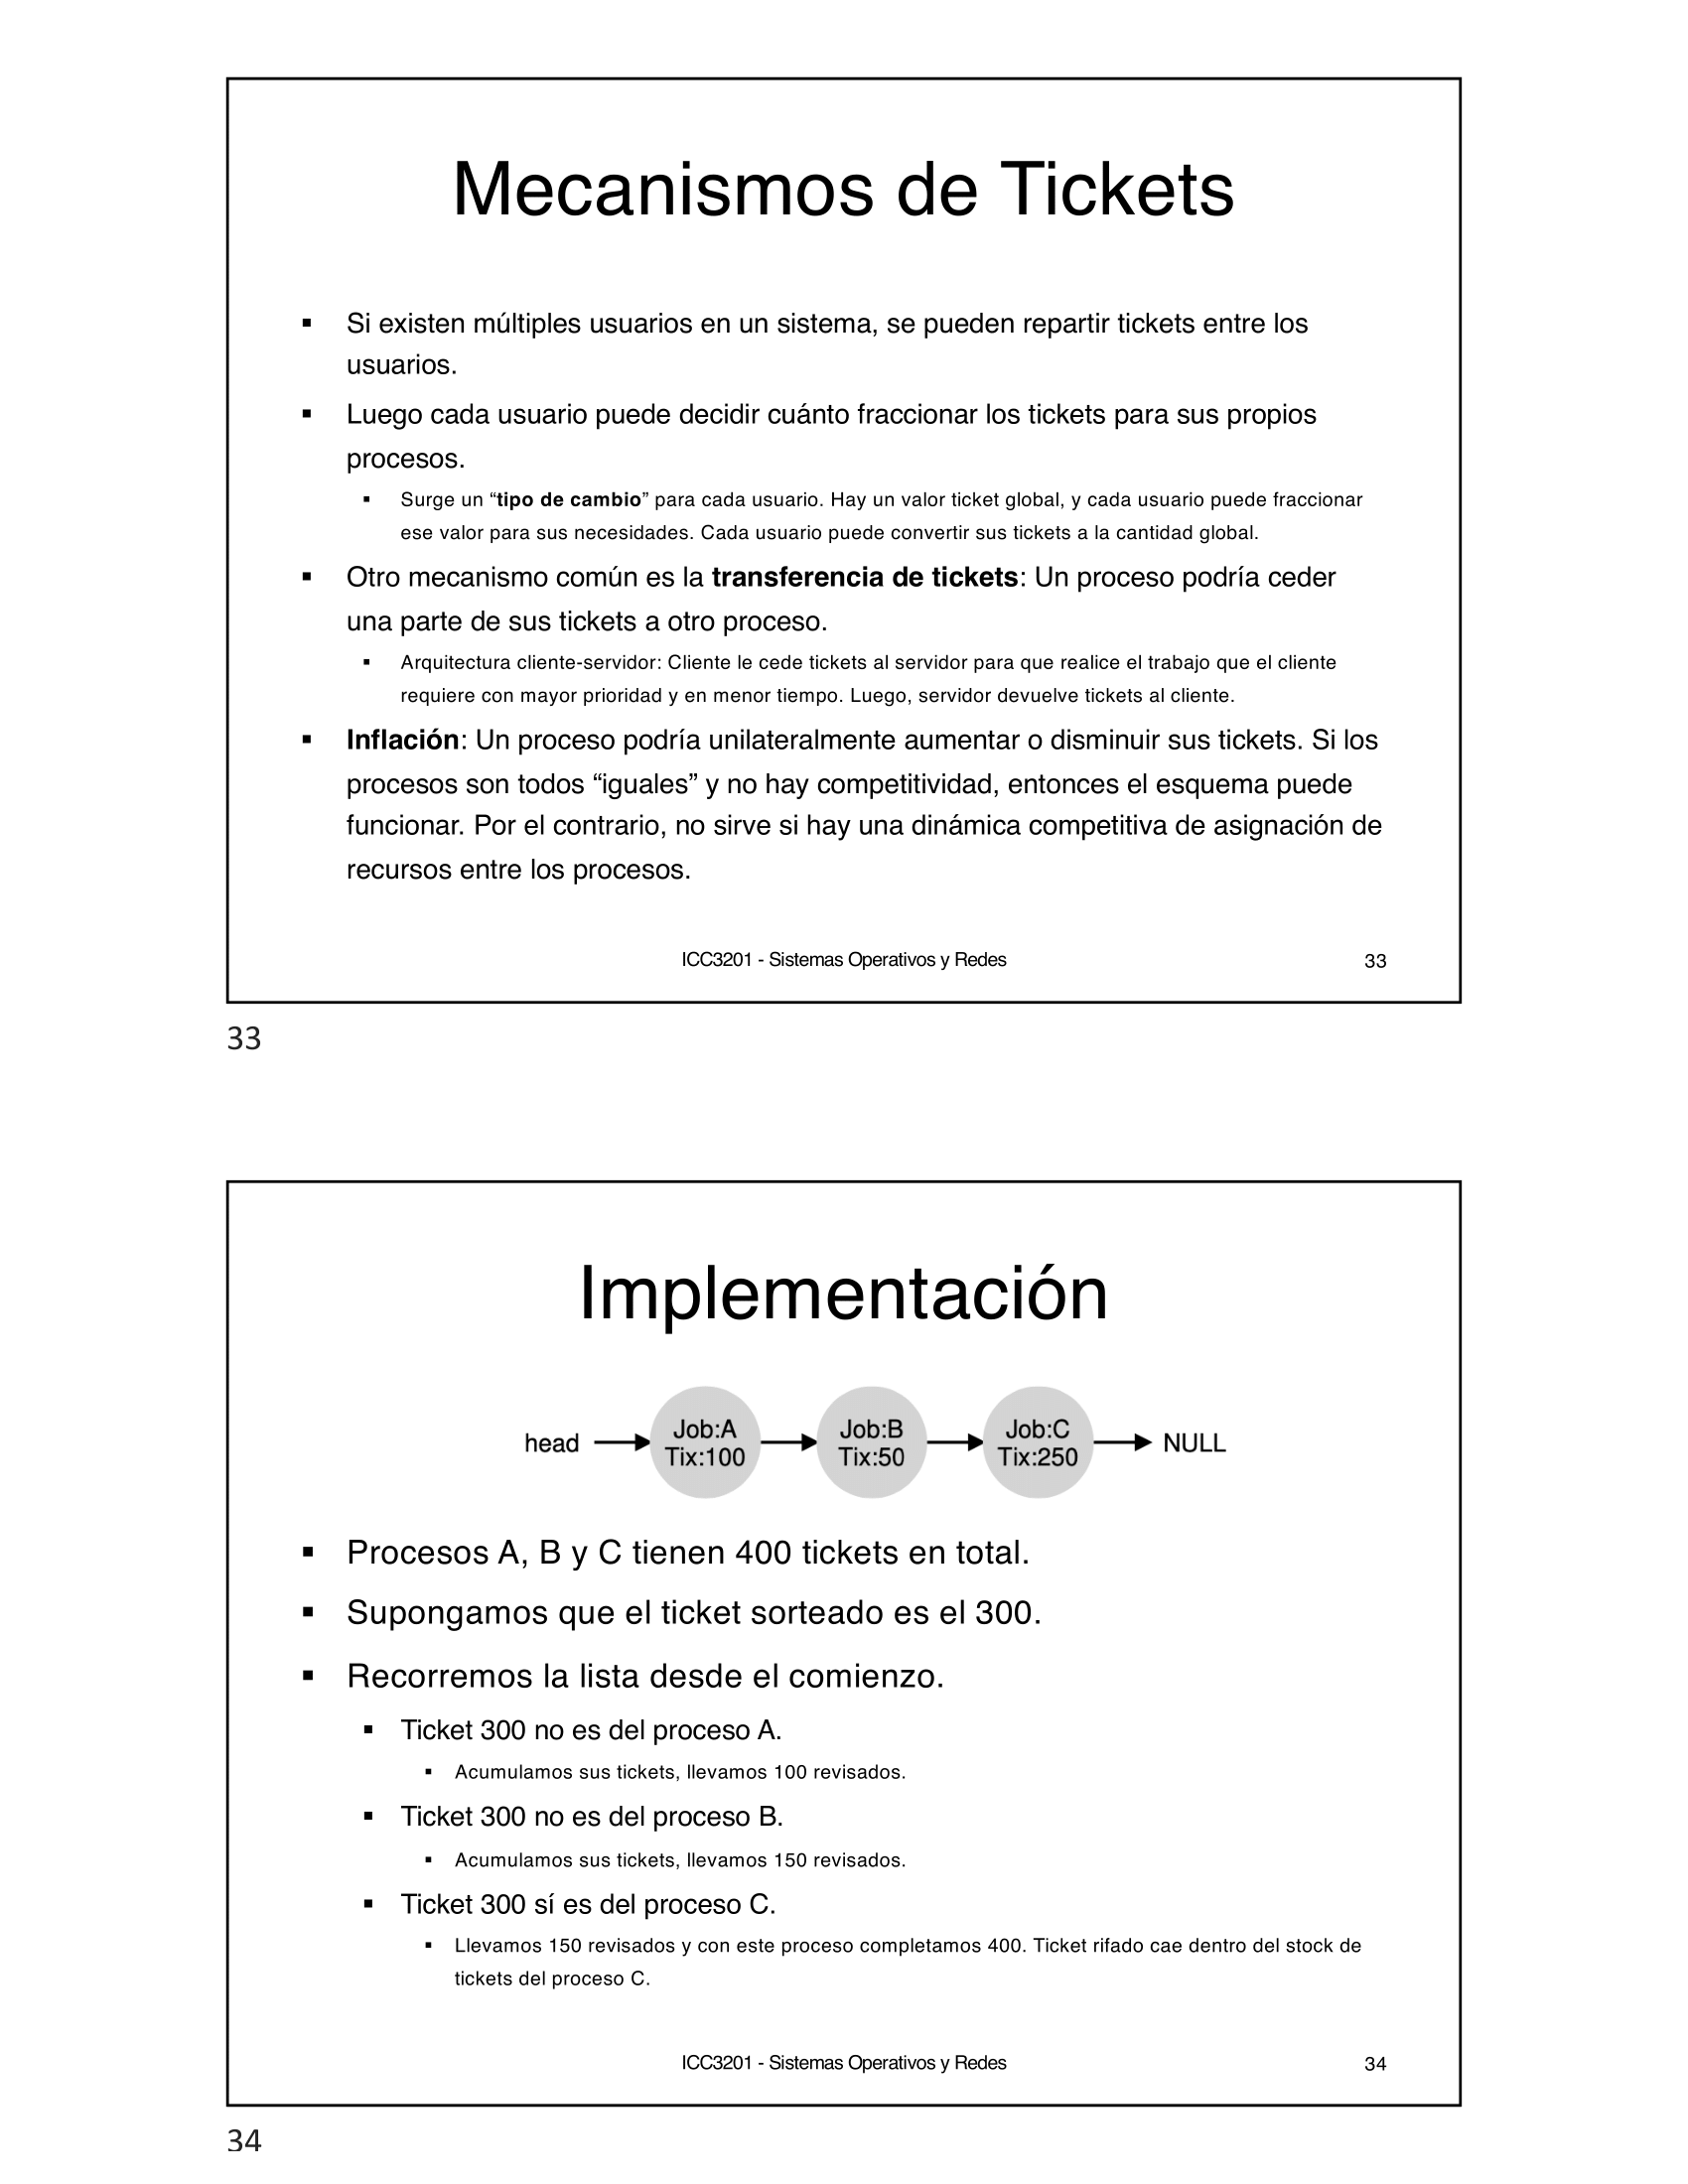 Mecanismos de Tickets
▪ Si existen múltiples usuarios en un sistema, se pueden repartir tickets entre los
usuarios.
▪ Luego cada usuario puede decidir cuánto fraccionar los tickets para sus propios
procesos.
▪ Surge un “tipo de cambio” para cada usuario. Hay un valor ticket global, y cada usuario puede fraccionar
ese valor para sus necesidades. Cada usuario puede convertir sus tickets a la cantidad global.
▪ Otro mecanismo común es la transferencia de tickets: Un proceso podría ceder
una parte de sus tickets a otro proceso.
▪ Arquitectura cliente-servidor: Cliente le cede tickets al servidor para que realice el trabajo que el cliente
requiere con mayor prioridad y en menor tiempo. Luego, servidor devuelve tickets al cliente.
▪ Inflación: Un proceso podría unilateralmente aumentar o disminuir sus tickets. Si los
procesos son todos “iguales” y no hay competitividad, entonces el esquema puede
funcionar. Por el contrario, no sirve si hay una dinámica competitiva de asignación de
recursos entre los procesos.
ICC3201 - Sistemas Operativos y Redes 33
33
Implementación
head Job:A Tix:100 Job:B Tix:50 Job:C Tix:250 NULL
▪ Procesos A, B y C tienen 400 tickets en total.
▪ Supongamos que el ticket sorteado es el 300.
▪ Recorremos la lista desde el comienzo.
▪ Ticket 300 no es del proceso A.
▪ Acumulamos sus tickets, llevamos 100 revisados.
▪ Ticket 300 no es del proceso B.
▪ Acumulamos sus tickets, llevamos 150 revisados.
▪ Ticket 300 sí es del proceso C.
▪ Llevamos 150 revisados y con este proceso completamos 400. Ticket rifado cae dentro del stock de
tickets del proceso C.
ICC3201 - Sistemas Operativos y Redes 34
34